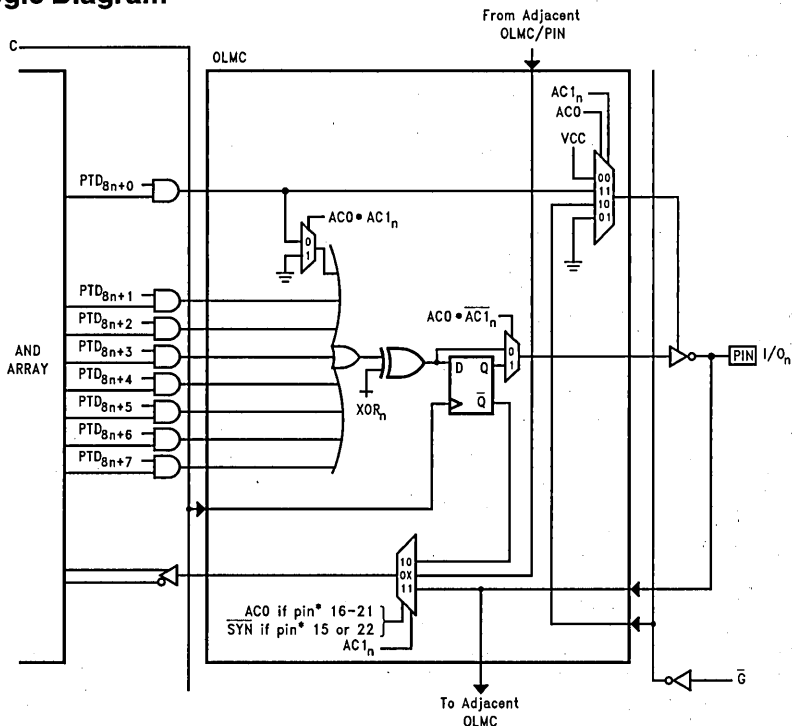 Logic Diagram
From Adjacent
OLMC/PIN
C
OLMC
AC1n
AC0
VCC
00
11
10
01
PTD8n+0
AC0 • AC1n
0
1
PTD8n+1
PTD8n+2
PTD8n+3
PTD8n+4
PTD8n+5
PTD8n+6
PTD8n+7
AND
ARRAY
XORn
AC0 • A̅C̅1̅n
0
1
D Q
Q̅
PIN I/On
10
0X
11
AC0 if pin* 16-21
S̅Y̅N̅ if pin* 15 or 22
AC1n
G̅
To Adjacent
OLMC